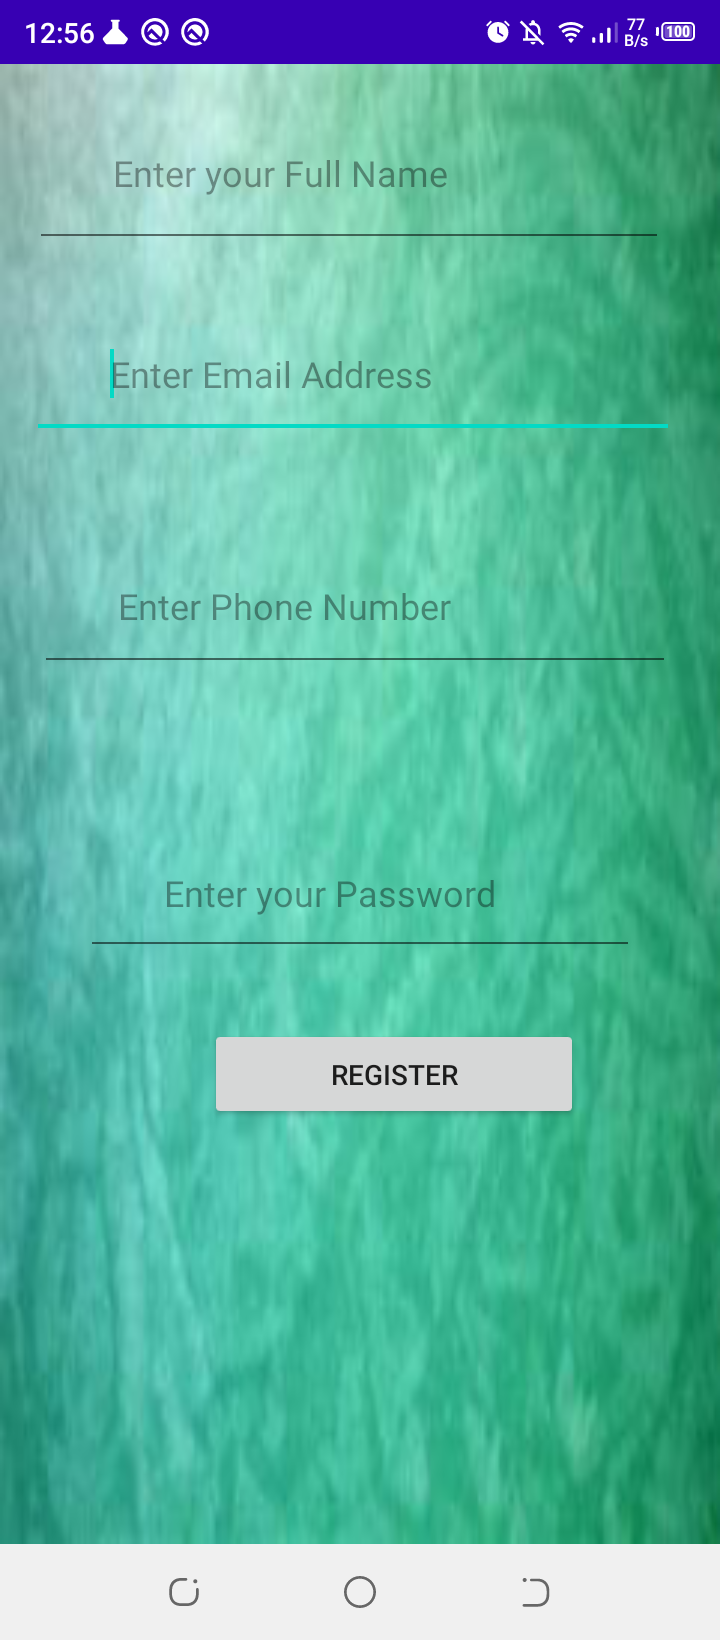 12:56
77
B/s
100
Enter your Full Name
Enter Email Address
Enter Phone Number
Enter your Password
REGISTER